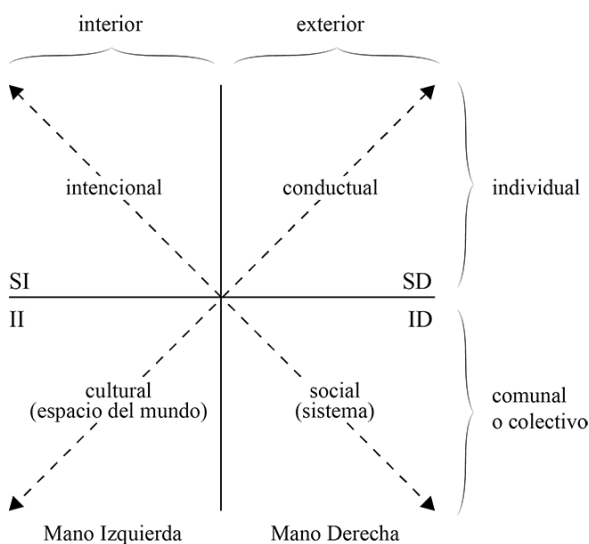 interior
exterior
intencional
conductual
individual
SI
SD
II
ID
cultural
(espacio del mundo)
social
(sistema)
comunal
o colectivo
Mano Izquierda
Mano Derecha